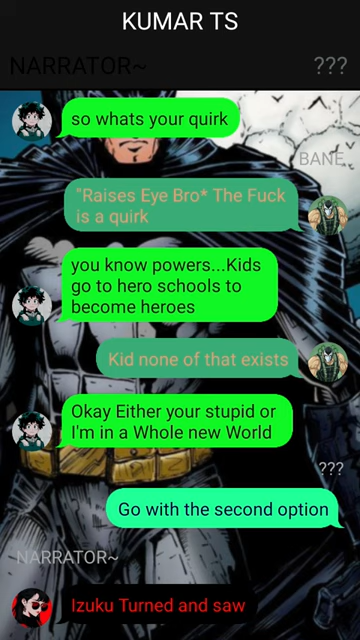 KUMAR TS
NARRATOR~
???
so whats your quirk
BANE
"Raises Eye Bro* The Fuck
is a quirk
you know powers...Kids
go to hero schools to
become heroes
Kid none of that exists
Okay Either your stupid or
I'm in a Whole new World
???
Go with the second option
NARRATOR~
Izuku Turned and saw